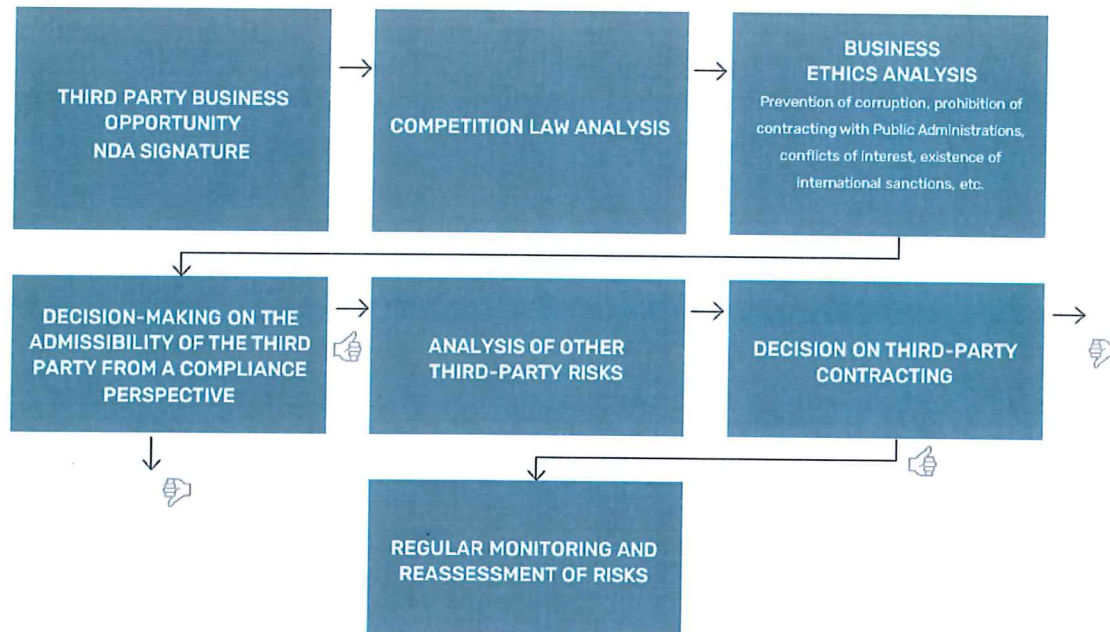 THIRD PARTY BUSINESS
OPPORTUNITY
NDA SIGNATURE
COMPETITION LAW ANALYSIS
BUSINESS
ETHICS ANALYSIS
Prevention of corruption, prohibition of
contracting with Public Administrations,
conflicts of interest, existence of
international sanctions, etc.
DECISION-MAKING ON THE
ADMISSIBILITY OF THE THIRD
PARTY FROM A COMPLIANCE
PERSPECTIVE
ANALYSIS OF OTHER
THIRD-PARTY RISKS
DECISION ON THIRD-PARTY
CONTRACTING
REGULAR MONITORING AND
REASSESSMENT OF RISKS